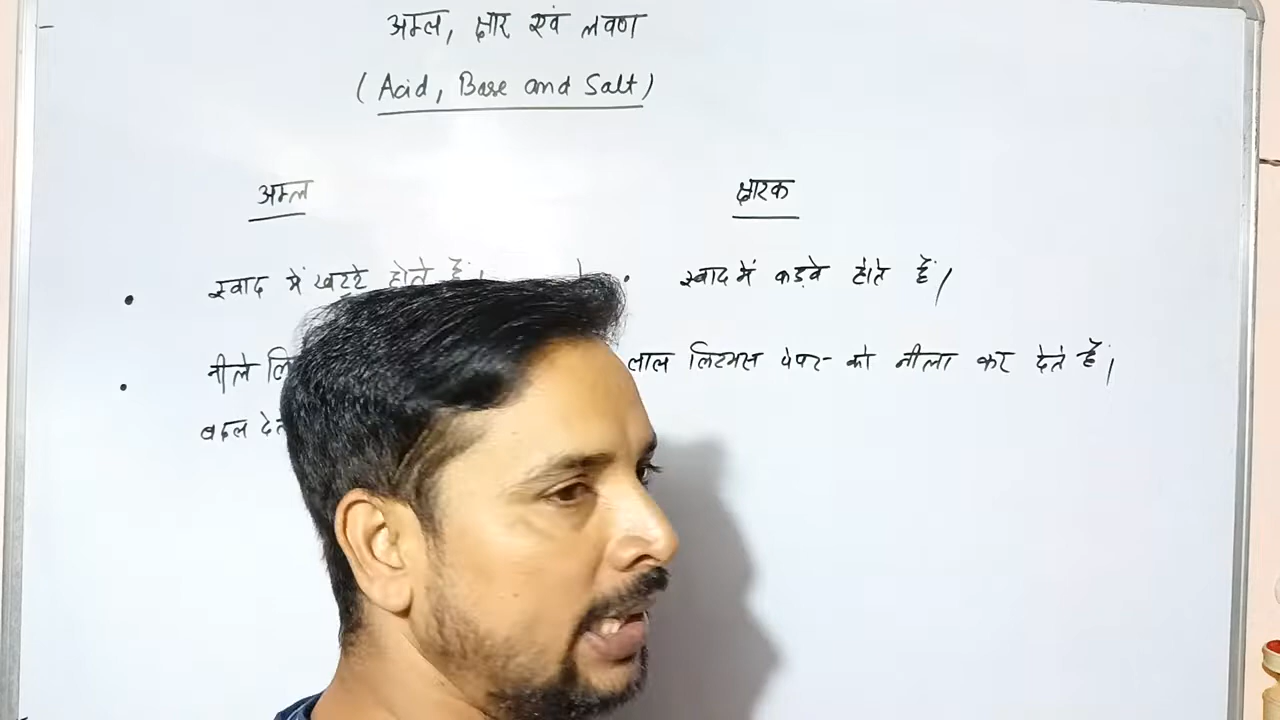 अम्ल, क्षार एवं लवण
(Acid, Base and Salt)
अम्ल
क्षारक
• स्वाद में खट्टे होते हैं।
• स्वाद में कड़वे होते हैं।
• नीले
लाल लिटमस पेपर को नीला कर देते हैं।
बदल